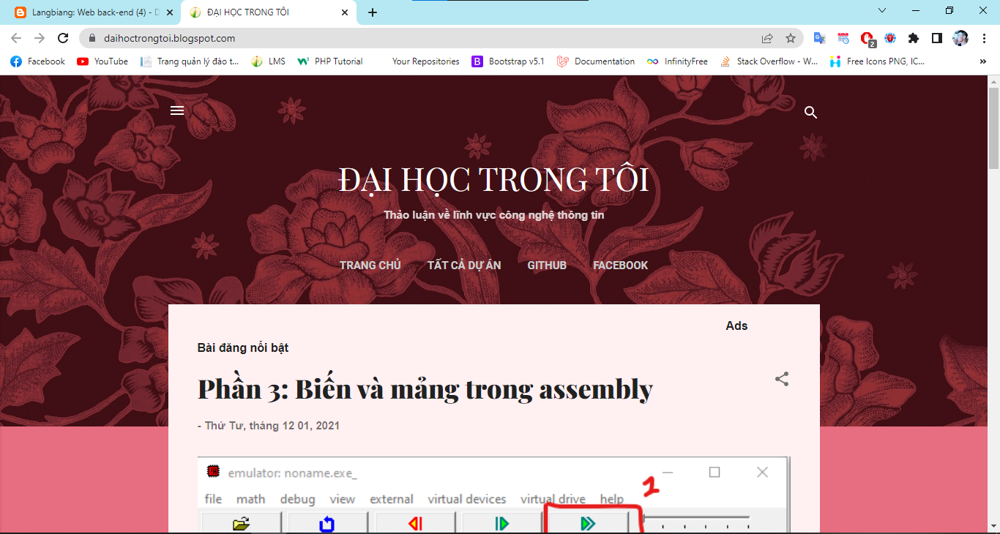 Langbiang: Web back-end (4) - D
ĐẠI HỌC TRONG TÔI
daihoctrongtoi.blogspot.com
2
Facebook YouTube Trang quản lý đào t... LMS PHP Tutorial Your Repositories Bootstrap v5.1 Documentation InfinityFree Stack Overflow - W... Free Icons PNG, IC... »
ĐẠI HỌC TRONG TÔI
Thảo luận về lĩnh vực công nghệ thông tin
TRANG CHỦ TẤT CẢ DỰ ÁN GITHUB FACEBOOK
Ads
Bài đăng nổi bật
Phần 3: Biến và mảng trong assembly
- Thứ Tư, tháng 12 01, 2021
emulator: noname.exe_
1
file math debug view external virtual devices virtual drive help